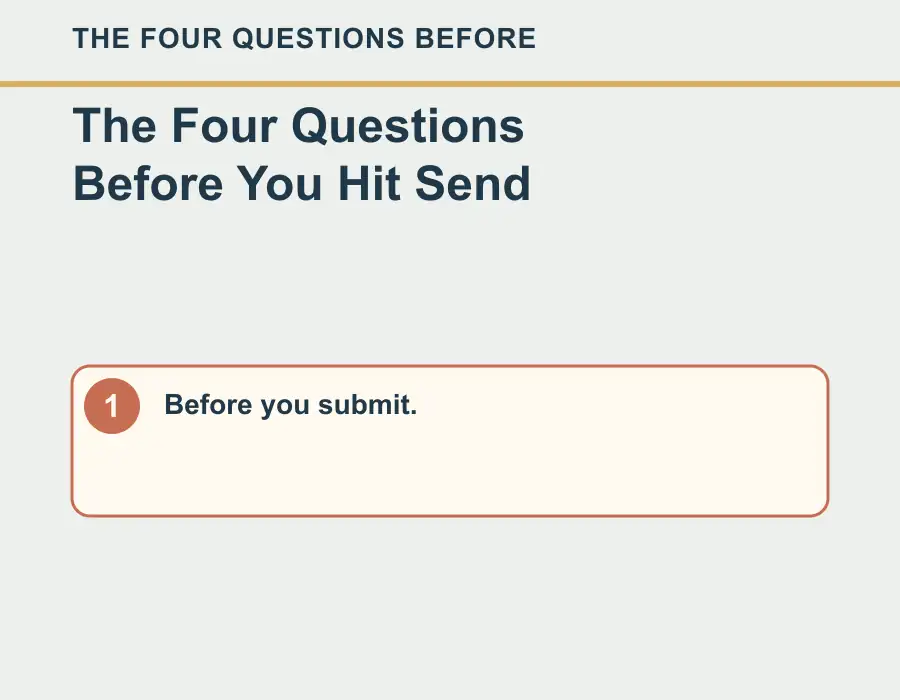 THE FOUR QUESTIONS BEFORE
The Four Questions
Before You Hit Send
1 Before you submit.